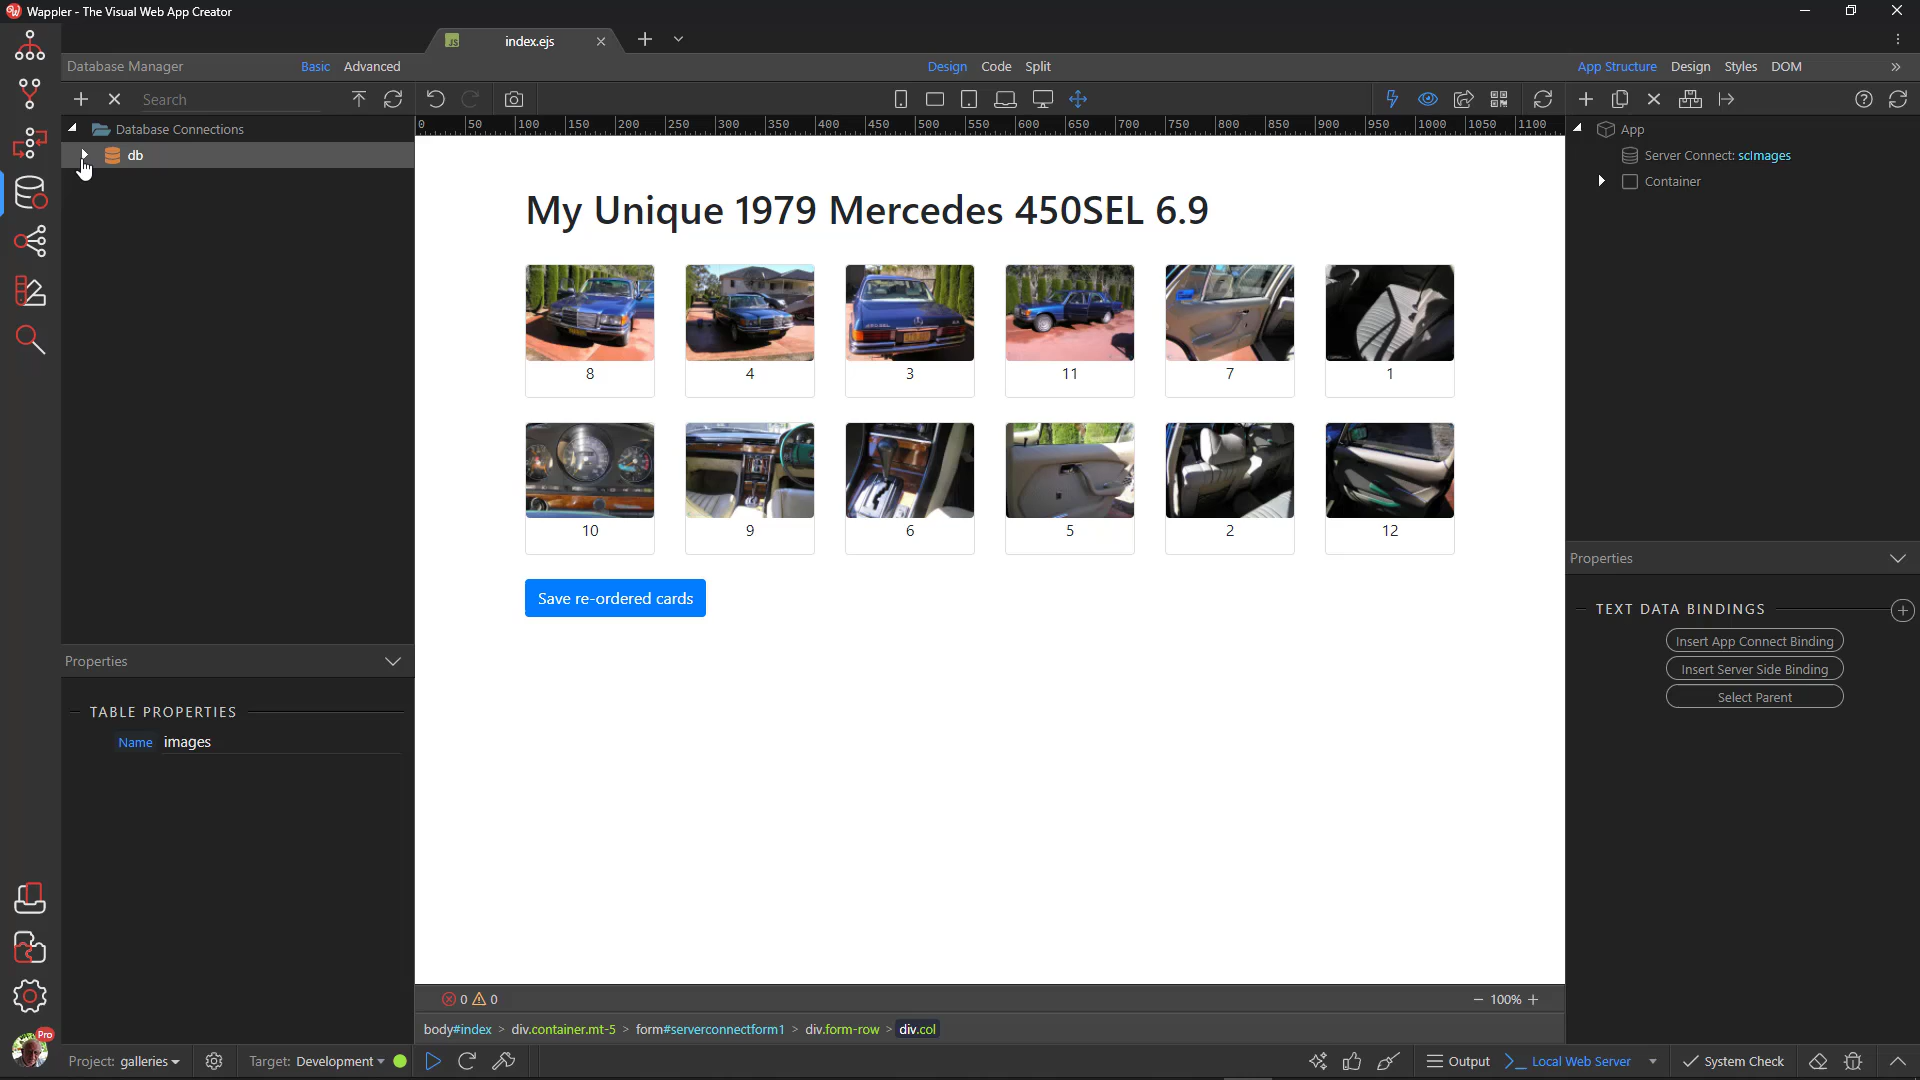 Wappler - The Visual Web App Creator
index.ejs
Database Manager Basic Advanced
Design Code Split
App Structure Design Styles DOM
Search
Database Connections
db
0 50 100 150 200 250 300 350 400 450 500 550 600 650 700 750 800 850 900 950 1000 1050 1100
App
Server Connect: scImages
Container
My Unique 1979 Mercedes 450SEL 6.9
8 4 3 11 7 1
10 9 6 5 2 12
Save re-ordered cards
Properties
TABLE PROPERTIES
Name images
Properties
TEXT DATA BINDINGS
Insert App Connect Binding
Insert Server Side Binding
Select Parent
0 0
100%
body#index > div.container.mt-5 > form#serverconnectform1 > div.form-row > div.col
Pro
Project: galleries
Target: Development
Output
Local Web Server
System Check